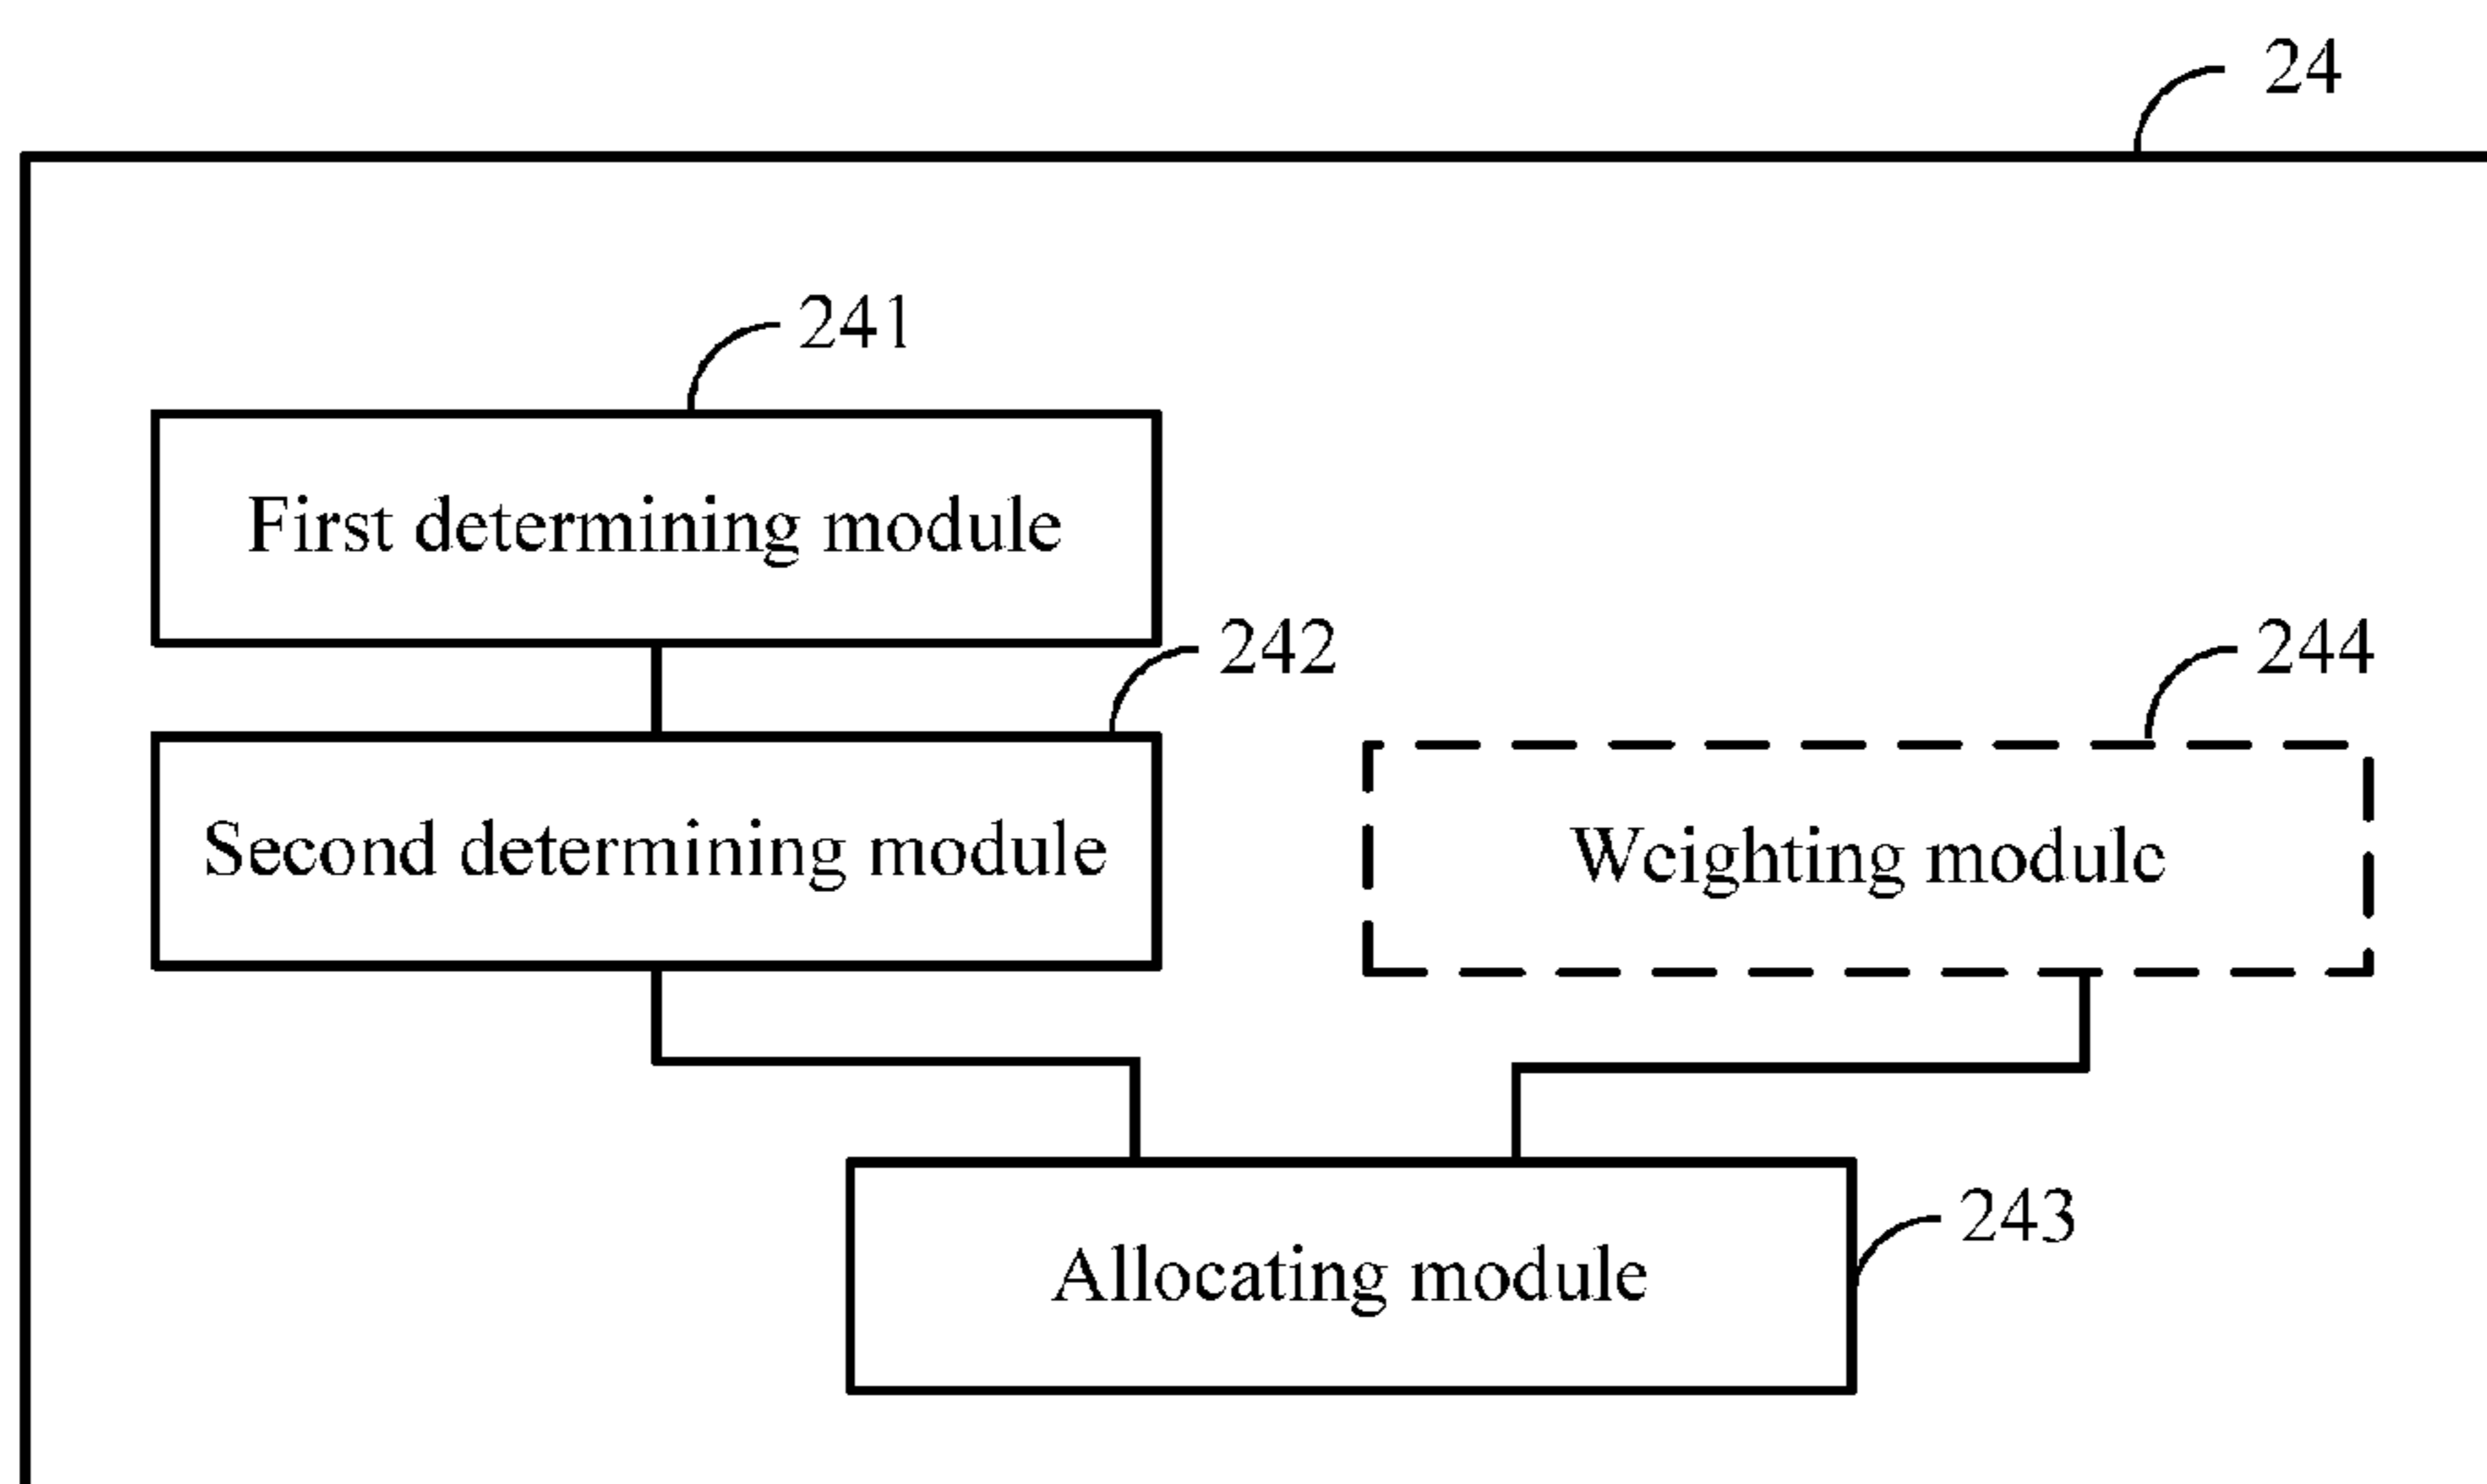 24
241
First determining module
242
244
Second determining module
Weighting module
243
Allocating module